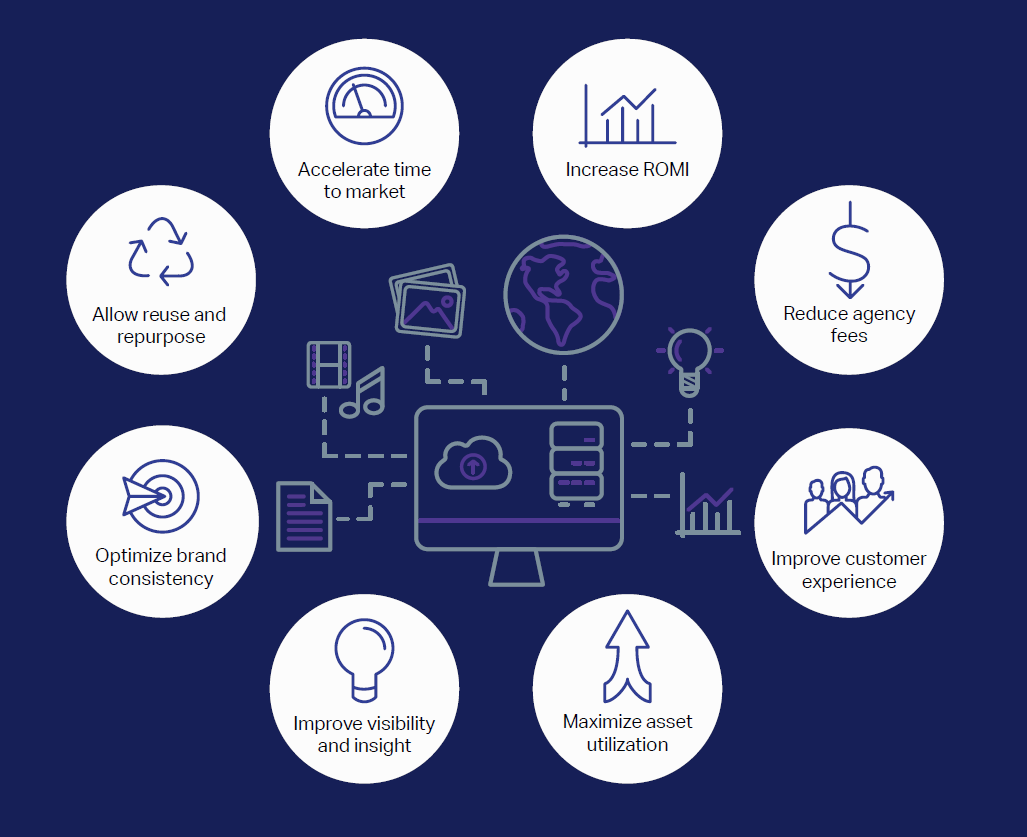 Accelerate time
to market
Increase ROMI
Allow reuse and
repurpose
Reduce agency
fees
Optimize brand
consistency
Improve customer
experience
Improve visibility
and insight
Maximize asset
utilization